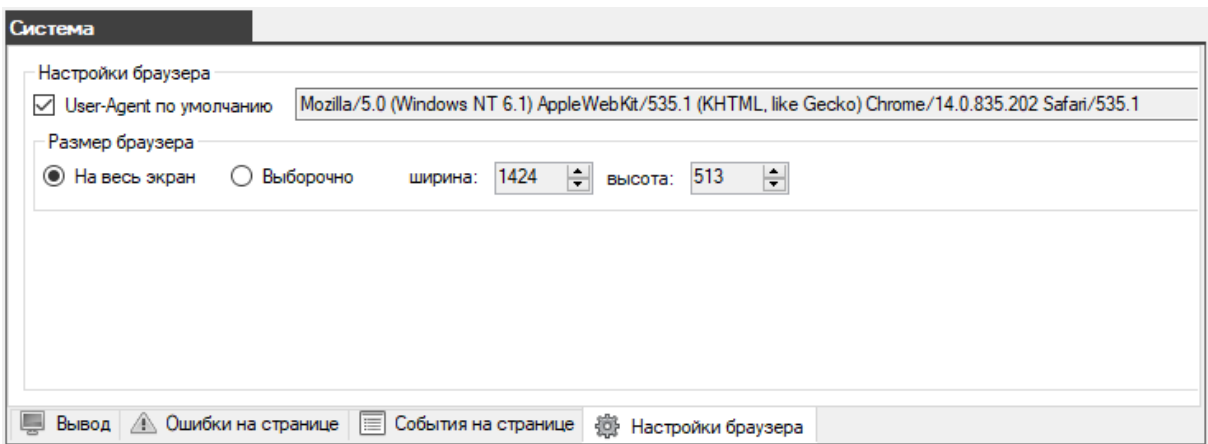 Система
Настройки браузера
User-Agent по умолчанию Mozilla/5.0 (Windows NT 6.1) AppleWebKit/535.1 (KHTML, like Gecko) Chrome/14.0.835.202 Safari/535.1
Размер браузера
На весь экран Выборочно ширина: 1424 высота: 513
Вывод Ошибки на странице События на странице Настройки браузера